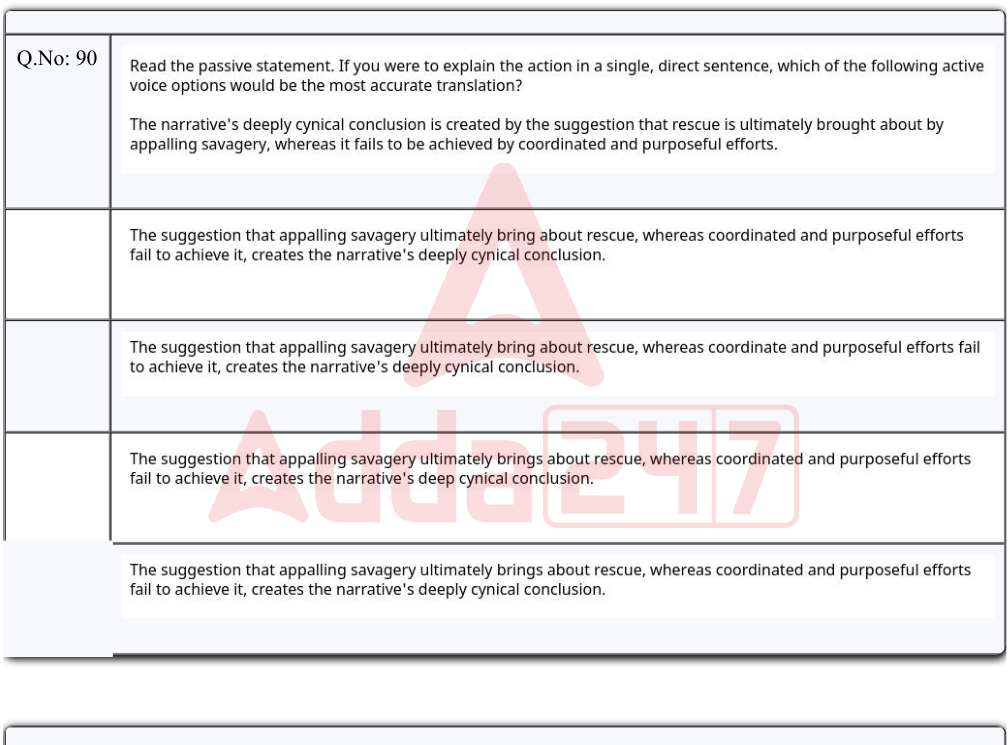 Q.No: 90
Read the passive statement. If you were to explain the action in a single, direct sentence, which of the following active
voice options would be the most accurate translation?
The narrative's deeply cynical conclusion is created by the suggestion that rescue is ultimately brought about by
appalling savagery, whereas it fails to be achieved by coordinated and purposeful efforts.
The suggestion that appalling savagery ultimately bring about rescue, whereas coordinated and purposeful efforts
fail to achieve it, creates the narrative's deeply cynical conclusion.
The suggestion that appalling savagery ultimately bring about rescue, whereas coordinate and purposeful efforts fail
to achieve it, creates the narrative's deeply cynical conclusion.
The suggestion that appalling savagery ultimately brings about rescue, whereas coordinated and purposeful efforts
fail to achieve it, creates the narrative's deep cynical conclusion.
The suggestion that appalling savagery ultimately brings about rescue, whereas coordinated and purposeful efforts
fail to achieve it, creates the narrative's deeply cynical conclusion.
Adda247